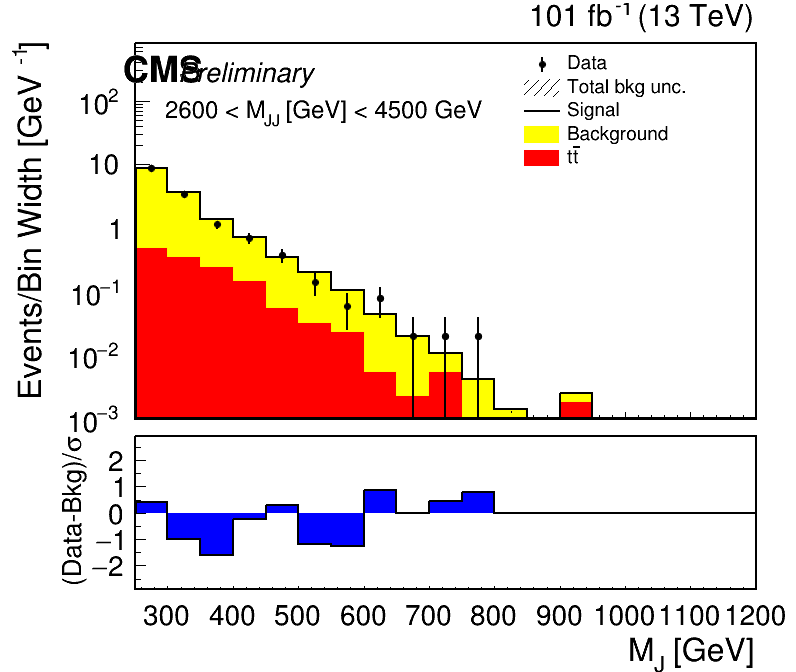 101 fb⁻¹ (13 TeV)
CMS Preliminary
2600 < M_JJ [GeV] < 4500 GeV
Data
Total bkg unc.
Signal
Background
tt̄
Events/Bin Width [GeV⁻¹]
10²
10
1
10⁻¹
10⁻²
10⁻³
(Data-Bkg)/σ
2
1
0
−1
−2
300 400 500 600 700 800 900 1000 1100 1200
M_J [GeV]